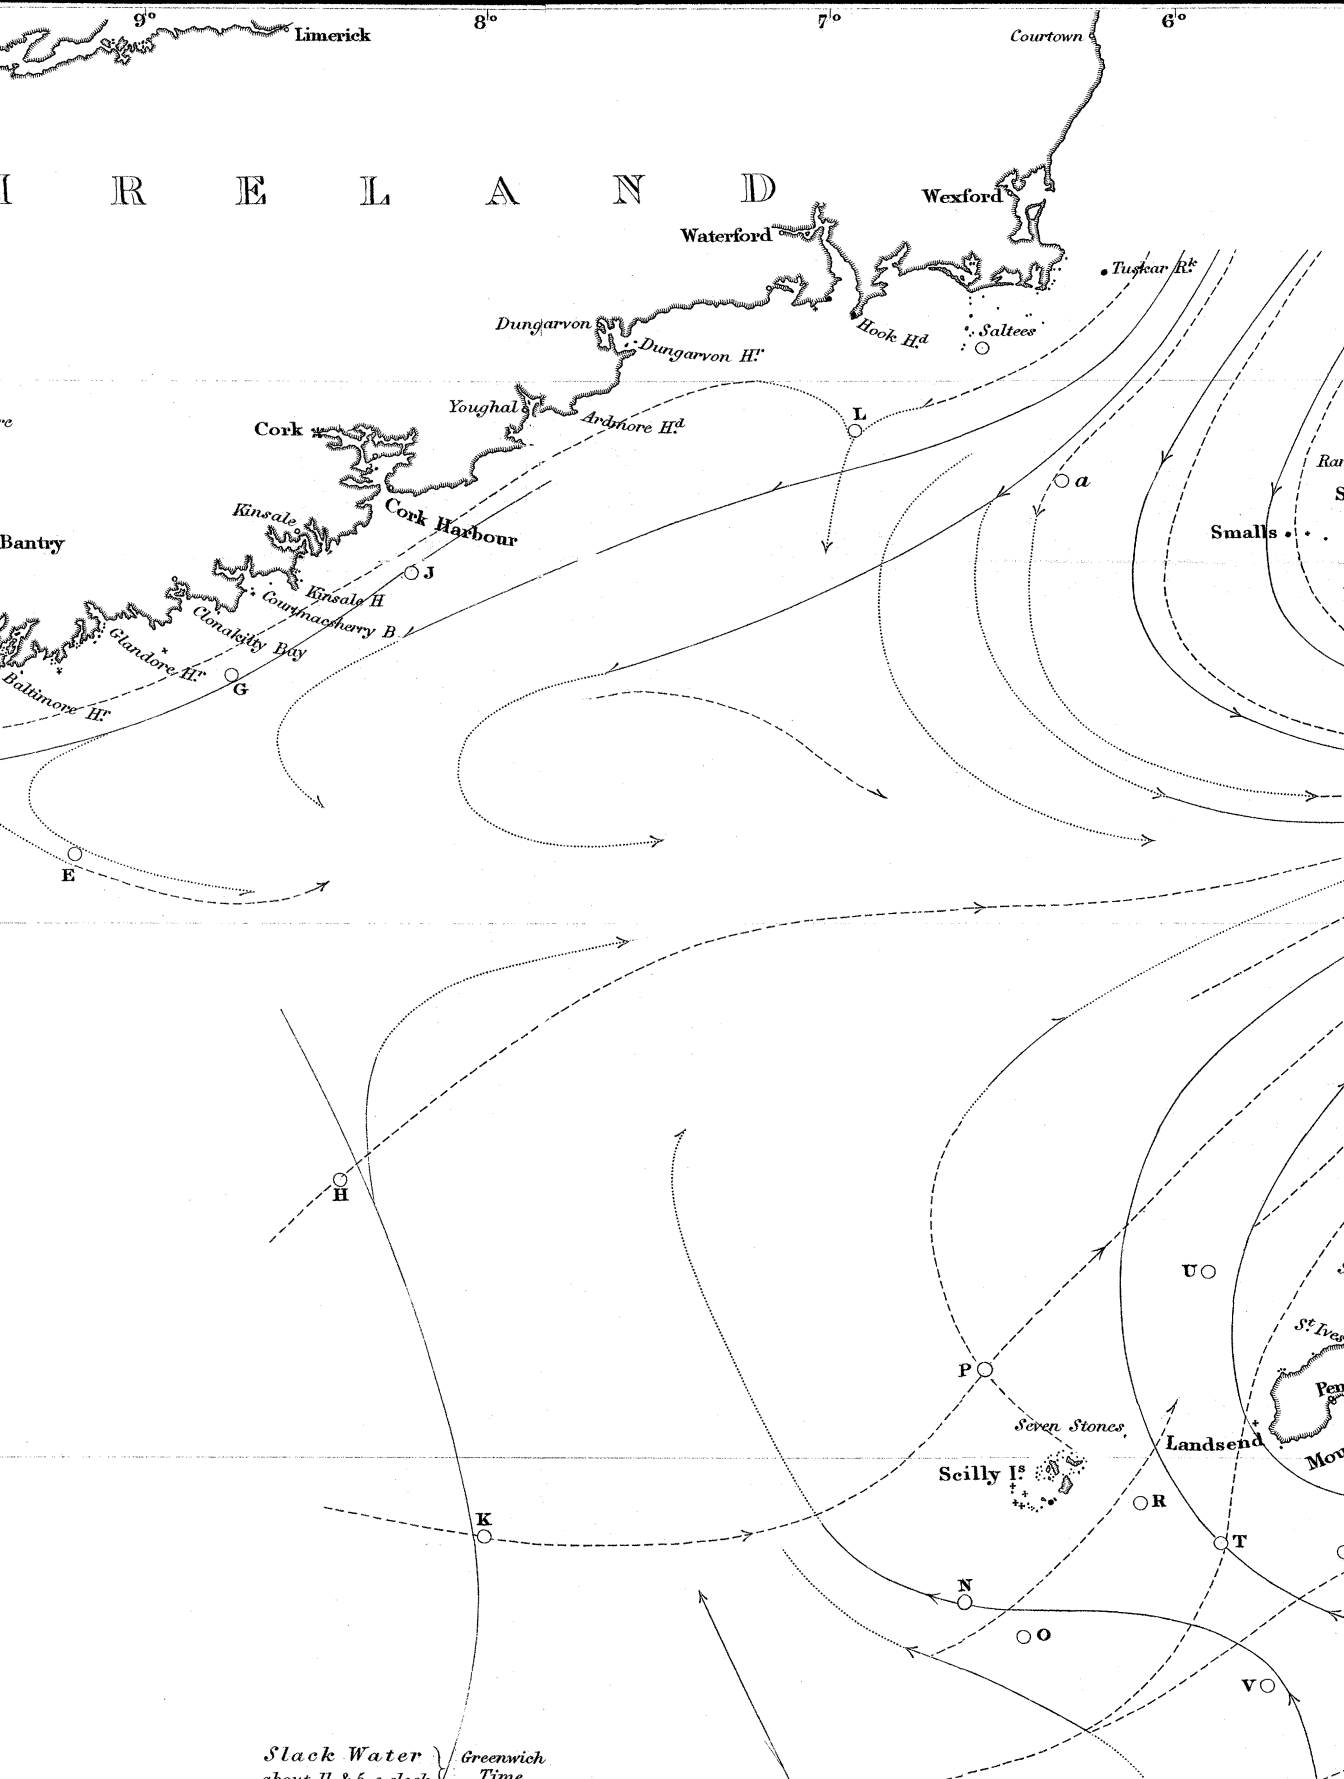 9° 8° 7° 6°
Limerick
Courtown
I R E L A N D
Wexford
Waterford
Tuskar Rk
Dungarvon
Hook Hd
Saltees
Dungarvon Hr
Youghal
Ardmore Hd
L
Cork
a
Kinsale
Cork Harbour
Smalls
Bantry
J
Kinsale H
Courtmacsherry B
Clonakilty Bay
Glandore Hr
G
Baltimore Hr
E
H
U
St Ives
P
Seven Stones
Landsend
Scilly Is
R
K
T
N
O
V
Slack Water
Greenwich
Time